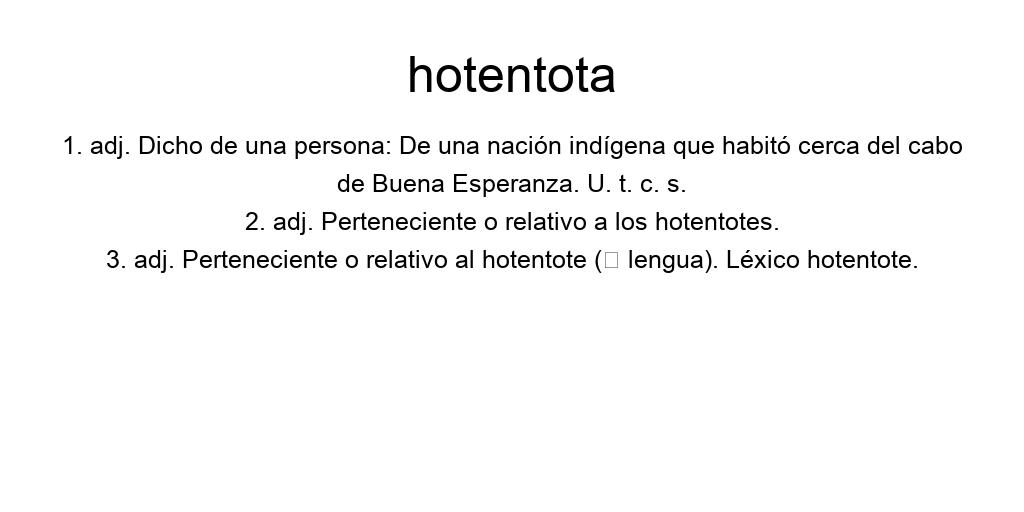 hotentota
1. adj. Dicho de una persona: De una nación indígena que habitó cerca del cabo
de Buena Esperanza. U. t. c. s.
2. adj. Perteneciente o relativo a los hotentotes.
3. adj. Perteneciente o relativo al hotentote (□ lengua). Léxico hotentote.